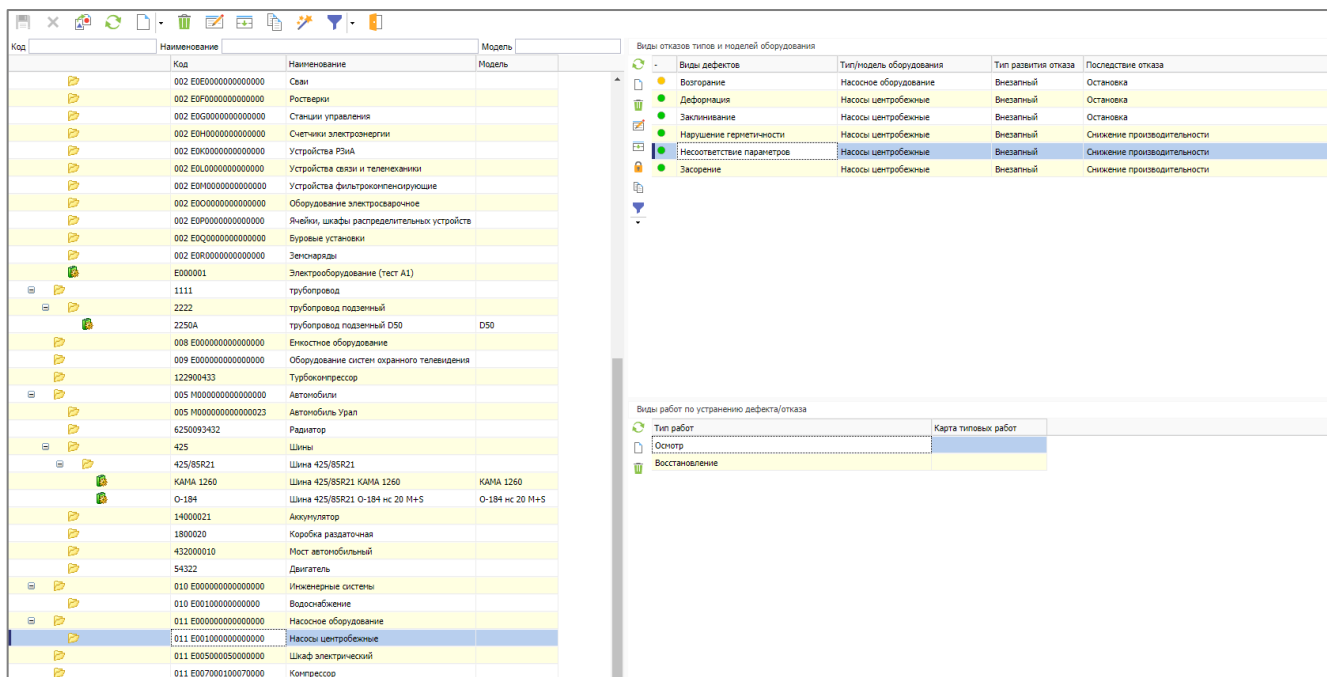 Код Наименование Модель
Код Наименование Модель
002 E0E0000000000000 Сваи
002 E0F0000000000000 Ростверки
002 E0G0000000000000 Станции управления
002 E0H0000000000000 Счетчики электроэнергии
002 E0K0000000000000 Устройства РЗиА
002 E0L0000000000000 Устройства связи и телемеханики
002 E0M0000000000000 Устройства фильтрокомпенсирующие
002 E0O0000000000000 Оборудование электросварочное
002 E0P0000000000000 Ячейки, шкафы распределительных устройств
002 E0Q0000000000000 Буровые установки
002 E0R0000000000000 Земснаряды
E000001 Электрооборудование (тест А1)
1111 трубопровод
2222 трубопровод подземный
2250A трубопровод подземный D50 D50
008 E000000000000000 Емкостное оборудование
009 E000000000000000 Оборудование систем охранного телевидения
122900433 Турбокомпрессор
005 M000000000000000 Автомобили
005 M000000000000023 Автомобиль Урал
6250093432 Радиатор
425 Шины
425/85R21 Шина 425/85R21
КАМА 1260 Шина 425/85R21 КАМА 1260 КАМА 1260
О-184 Шина 425/85R21 О-184 нс 20 M+S О-184 нс 20 M+S
14000021 Аккумулятор
1800020 Коробка раздаточная
432000010 Мост автомобильный
54322 Двигатель
010 E000000000000000 Инженерные системы
010 E00100000000000 Водоснабжение
011 E000000000000000 Насосное оборудование
011 E001000000000000 Насосы центробежные
011 E005000050000000 Шкаф электрический
011 E007000100070000 Компрессор
Виды отказов типов и моделей оборудования
- Виды дефектов Тип/модель оборудования Тип развития отказа Последствие отказа
Возгорание Насосное оборудование Внезапный Остановка
Деформация Насосы центробежные Внезапный Остановка
Заклинивание Насосы центробежные Внезапный Остановка
Нарушение герметичности Насосы центробежные Внезапный Снижение производительности
Несоответствие параметров Насосы центробежные Внезапный Снижение производительности
Засорение Насосы центробежные Внезапный Снижение производительности
Виды работ по устранению дефекта/отказа
Тип работ Карта типовых работ
Осмотр
Восстановление